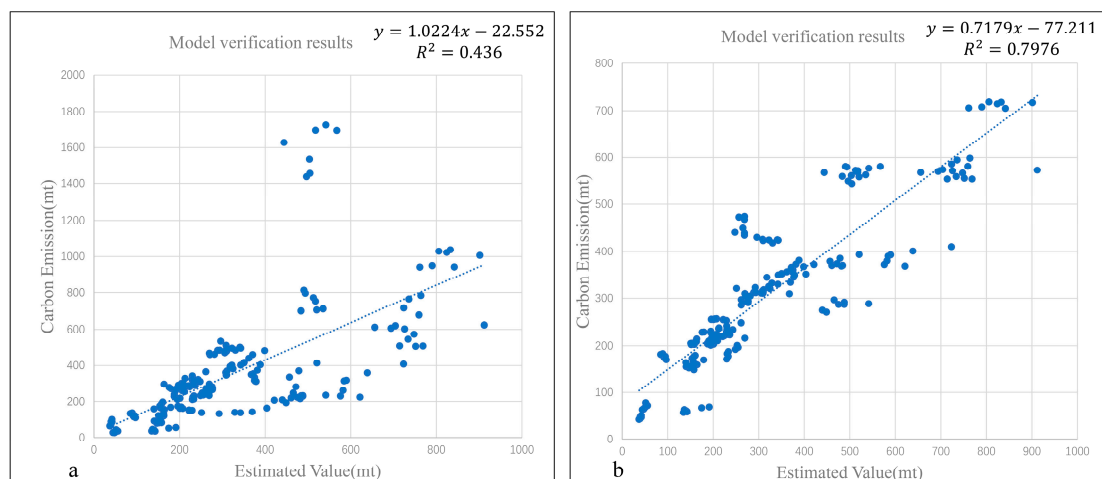 Model verification results
y = 1.0224x − 22.552
R² = 0.436
2000
1800
1600
1400
1200
1000
800
600
400
200
0
Carbon Emission(mt)
0 200 400 600 800 1000
a
Estimated Value(mt)
Model verification results
y = 0.7179x − 77.211
R² = 0.7976
800
700
600
500
400
300
200
100
0
Carbon Emission(mt)
0 100 200 300 400 500 600 700 800 900 1000
b
Estimated Value(mt)